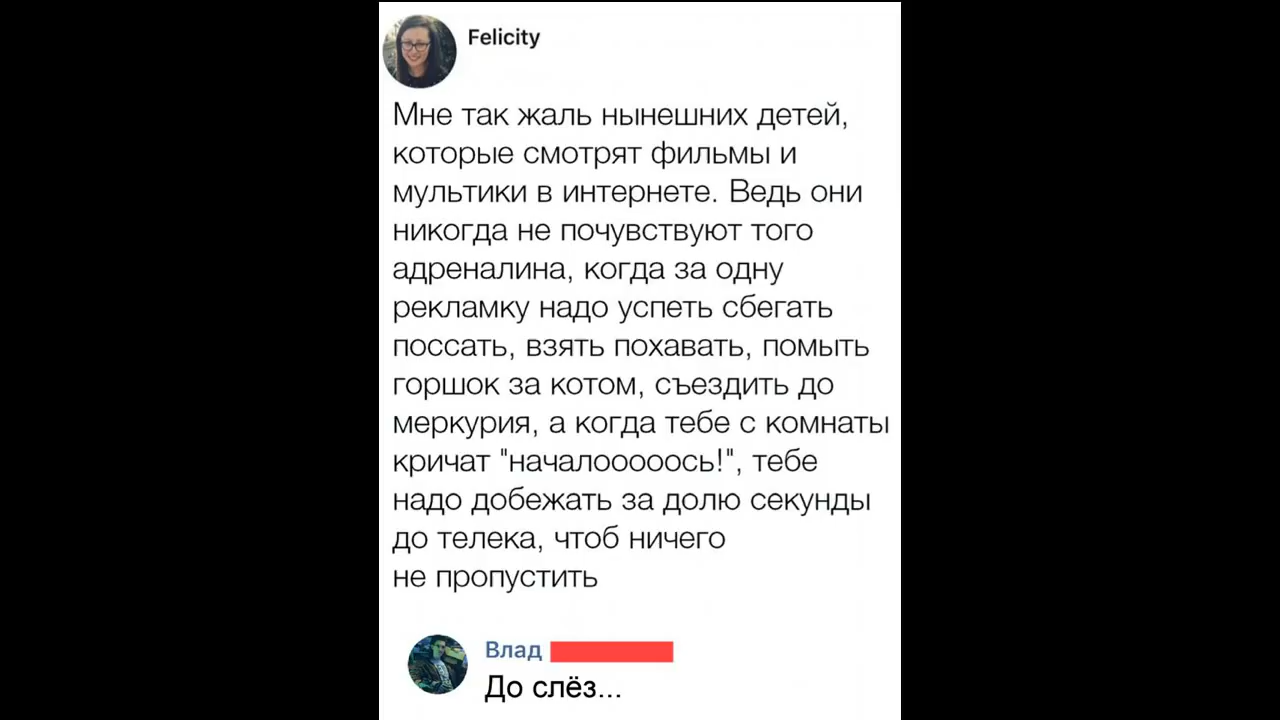 Felicity
Мне так жаль нынешних детей,
которые смотрят фильмы и
мультики в интернете. Ведь они
никогда не почувствуют того
адреналина, когда за одну
рекламку надо успеть сбегать
поссать, взять похавать, помыть
горшок за котом, съездить до
меркурия, а когда тебе с комнаты
кричат "началооооось!", тебе
надо добежать за долю секунды
до телека, чтоб ничего
не пропустить
Влад
До слёз...